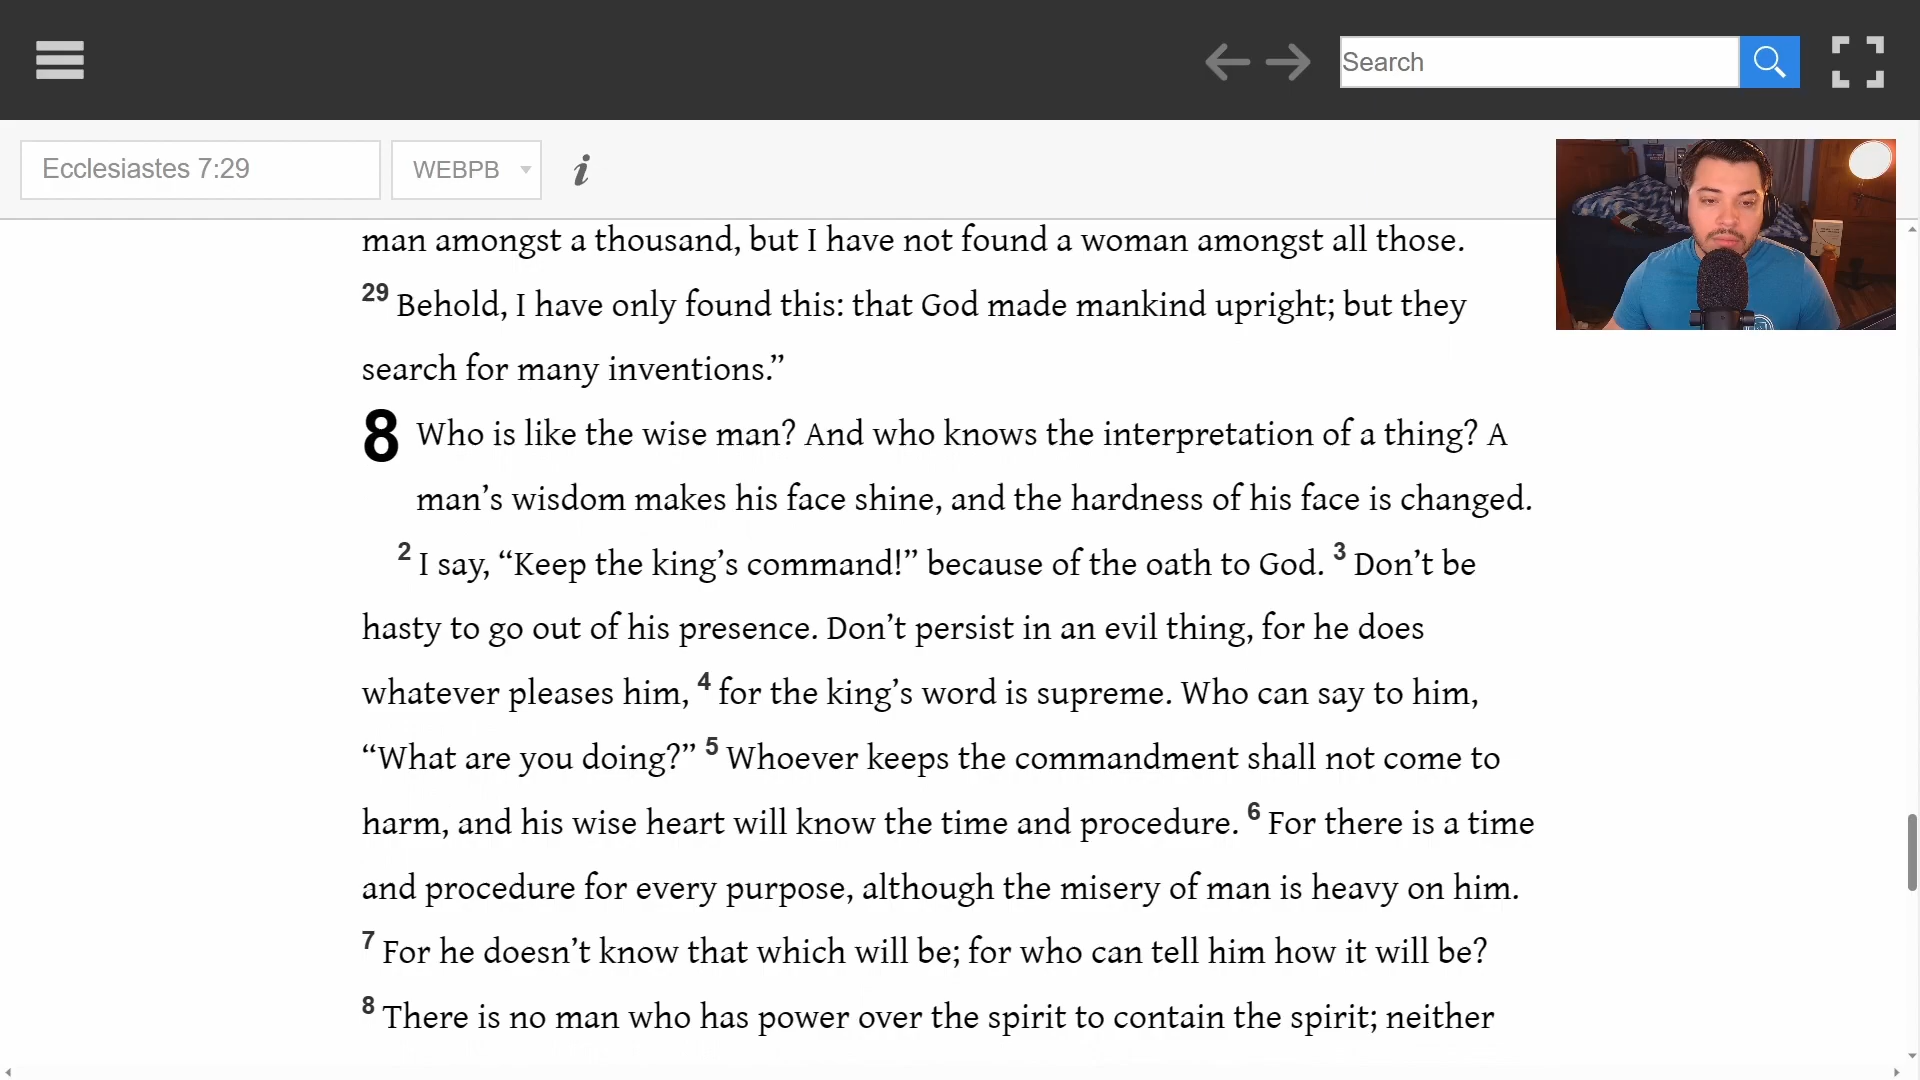 Search
Ecclesiastes 7:29
WEBPB
i
man amongst a thousand, but I have not found a woman amongst all those.
29 Behold, I have only found this: that God made mankind upright; but they
search for many inventions.”
8 Who is like the wise man? And who knows the interpretation of a thing? A
man’s wisdom makes his face shine, and the hardness of his face is changed.
2 I say, “Keep the king’s command!” because of the oath to God. 3 Don’t be
hasty to go out of his presence. Don’t persist in an evil thing, for he does
whatever pleases him, 4 for the king’s word is supreme. Who can say to him,
“What are you doing?” 5 Whoever keeps the commandment shall not come to
harm, and his wise heart will know the time and procedure. 6 For there is a time
and procedure for every purpose, although the misery of man is heavy on him.
7 For he doesn’t know that which will be; for who can tell him how it will be?
8 There is no man who has power over the spirit to contain the spirit; neither